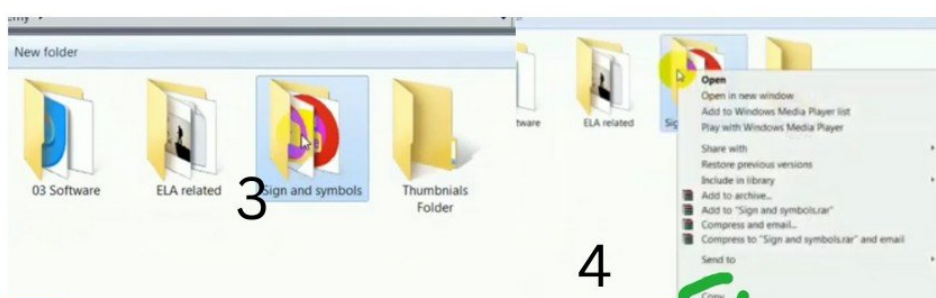 New folder
03 Software
ELA related
Sign and symbols
Thumbnials
Folder
3
ELA related
Open
Open in new window
Add to Windows Media Player list
Play with Windows Media Player
Share with
Restore previous versions
Include in library
Add to archive...
Add to "Sign and symbols.rar"
Compress and email...
Compress to "Sign and symbols.rar" and email
Send to
Copy
4